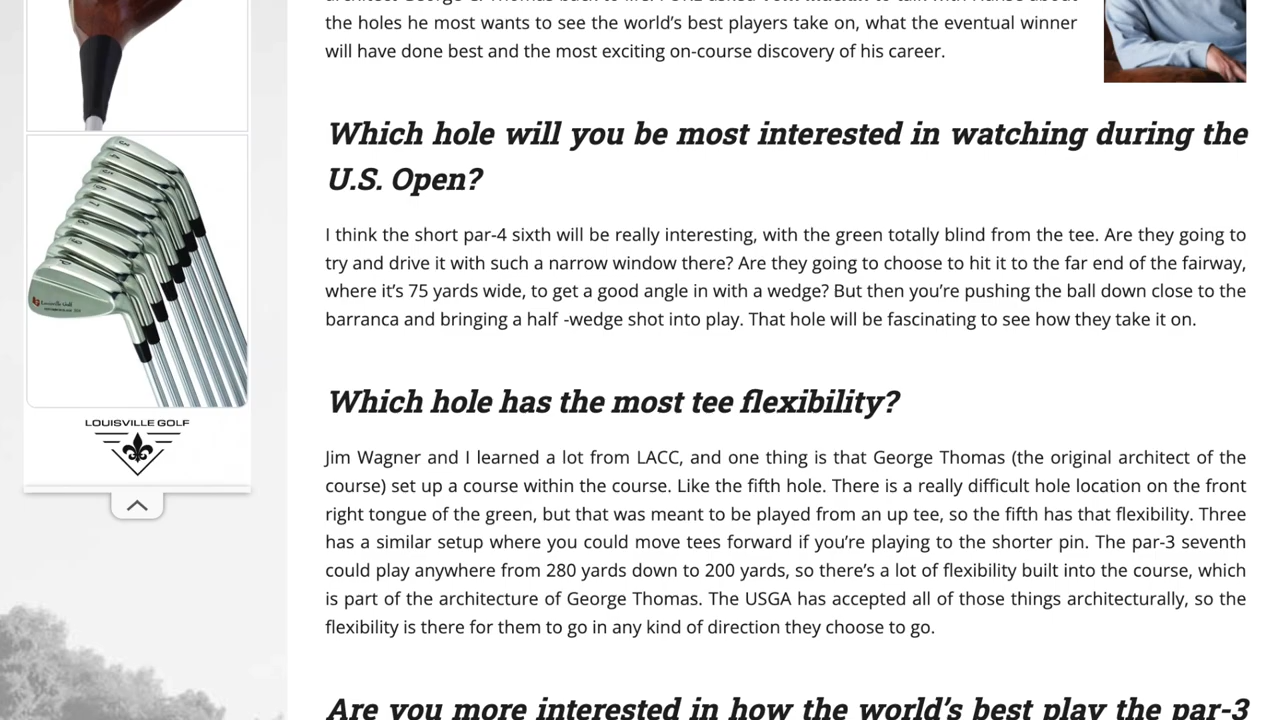 the holes he most wants to see the world's best players take on, what the eventual winner
will have done best and the most exciting on-course discovery of his career.
Which hole will you be most interested in watching during the
U.S. Open?
I think the short par-4 sixth will be really interesting, with the green totally blind from the tee. Are they going to
try and drive it with such a narrow window there? Are they going to choose to hit it to the far end of the fairway,
where it's 75 yards wide, to get a good angle in with a wedge? But then you're pushing the ball down close to the
barranca and bringing a half -wedge shot into play. That hole will be fascinating to see how they take it on.
LOUISVILLE GOLF
Which hole has the most tee flexibility?
Jim Wagner and I learned a lot from LACC, and one thing is that George Thomas (the original architect of the
course) set up a course within the course. Like the fifth hole. There is a really difficult hole location on the front
right tongue of the green, but that was meant to be played from an up tee, so the fifth has that flexibility. Three
has a similar setup where you could move tees forward if you're playing to the shorter pin. The par-3 seventh
could play anywhere from 280 yards down to 200 yards, so there's a lot of flexibility built into the course, which
is part of the architecture of George Thomas. The USGA has accepted all of those things architecturally, so the
flexibility is there for them to go in any kind of direction they choose to go.
Are you more interested in how the world's best play the par-3